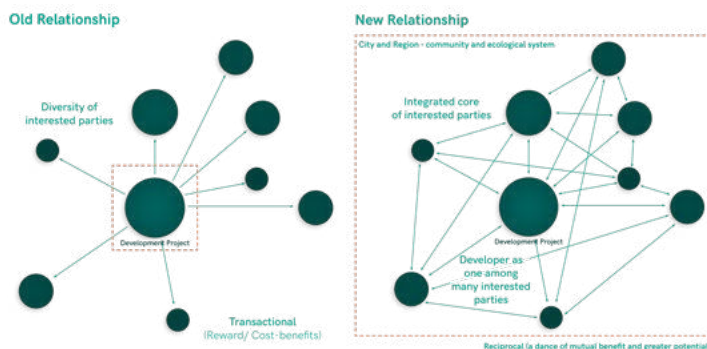 Old Relationship
Diversity of
interested parties
Development Project
Transactional
(Reward/ Cost-benefits)
New Relationship
City and Region - community and ecological system
Integrated core
of interested parties
Development Project
Developer as
one among
many interested
parties
Reciprocal (a dance of mutual benefit and greater potential